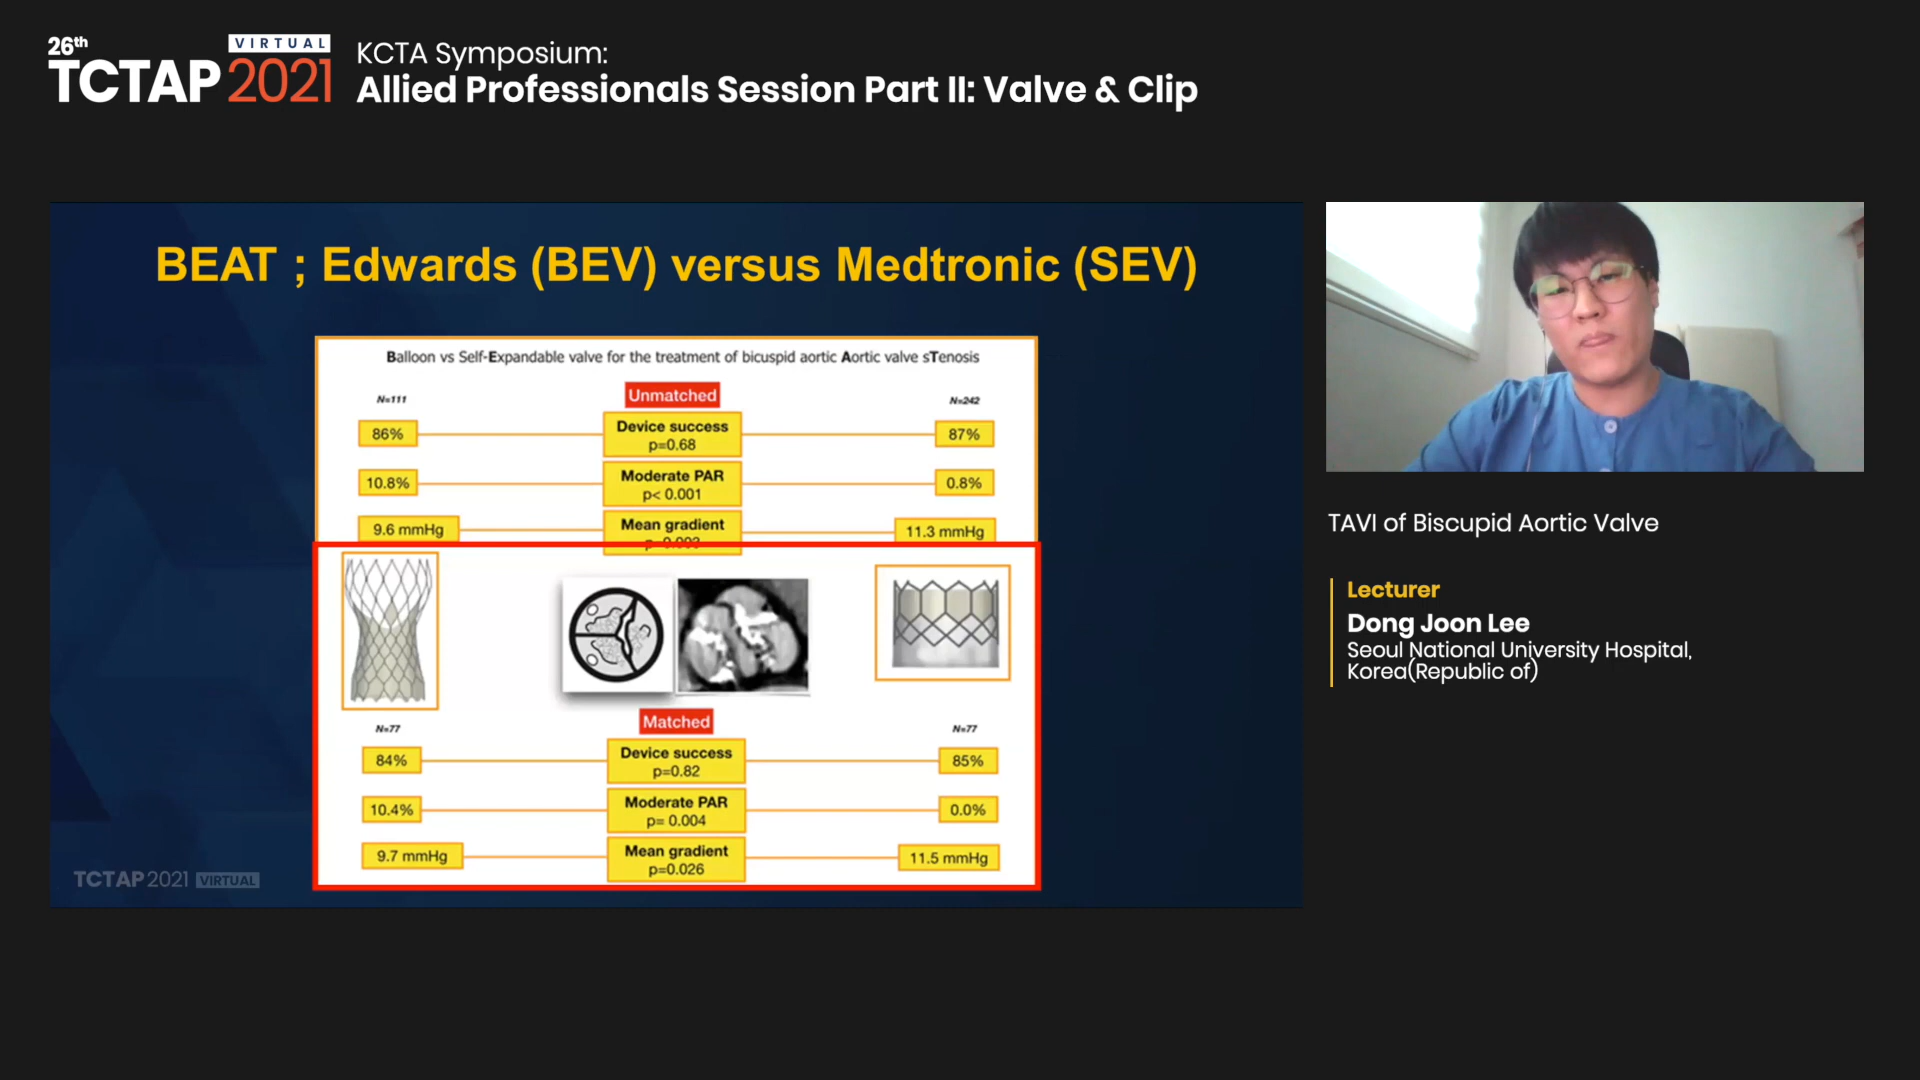 26th
VIRTUAL
TCTAP 2021
KCTA Symposium:
Allied Professionals Session Part II: Valve & Clip
BEAT ; Edwards (BEV) versus Medtronic (SEV)
Balloon vs Self-Expandable valve for the treatment of bicuspid aortic Aortic valve sTenosis
Unmatched
N=111
N=242
86%
Device success
p=0.68
87%
10.8%
Moderate PAR
p< 0.001
0.8%
9.6 mmHg
Mean gradient
11.3 mmHg
Matched
N=77
N=77
84%
Device success
p=0.82
85%
10.4%
Moderate PAR
p= 0.004
0.0%
9.7 mmHg
Mean gradient
p=0.026
11.5 mmHg
TCTAP 2021 VIRTUAL
TAVI of Biscupid Aortic Valve
Lecturer
Dong Joon Lee
Seoul National University Hospital,
Korea(Republic of)